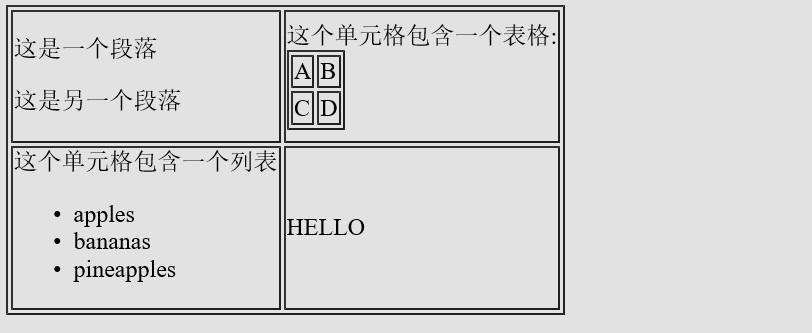 这是一个段落
这是另一个段落
这个单元格包含一个表格:
A B
C D
这个单元格包含一个列表
• apples
• bananas
• pineapples
HELLO